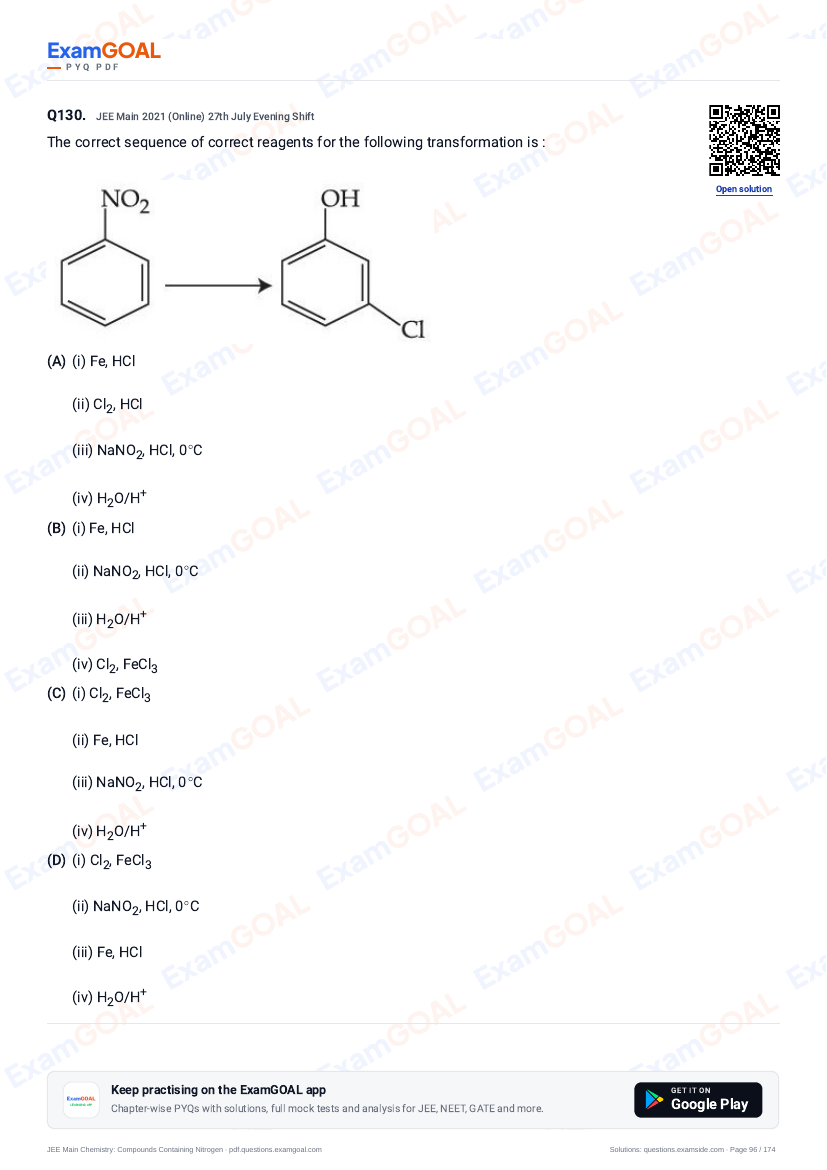 ExamGOAL
PYQ PDF
Q130. JEE Main 2021 (Online) 27th July Evening Shift
The correct sequence of correct reagents for the following transformation is :
Open solution
NO₂
OH
Cl
(A) (i) Fe, HCl
(ii) Cl₂, HCl
(iii) NaNO₂, HCl, 0°C
(iv) H₂O/H⁺
(B) (i) Fe, HCl
(ii) NaNO₂, HCl, 0°C
(iii) H₂O/H⁺
(iv) Cl₂, FeCl₃
(C) (i) Cl₂, FeCl₃
(ii) Fe, HCl
(iii) NaNO₂, HCl, 0°C
(iv) H₂O/H⁺
(D) (i) Cl₂, FeCl₃
(ii) NaNO₂, HCl, 0°C
(iii) Fe, HCl
(iv) H₂O/H⁺
ExamGOAL
Keep practising on the ExamGOAL app
Chapter-wise PYQs with solutions, full mock tests and analysis for JEE, NEET, GATE and more.
GET IT ON
Google Play
JEE Main Chemistry: Compounds Containing Nitrogen · pdf.questions.examgoal.com
Solutions: questions.examside.com · Page 96 / 174